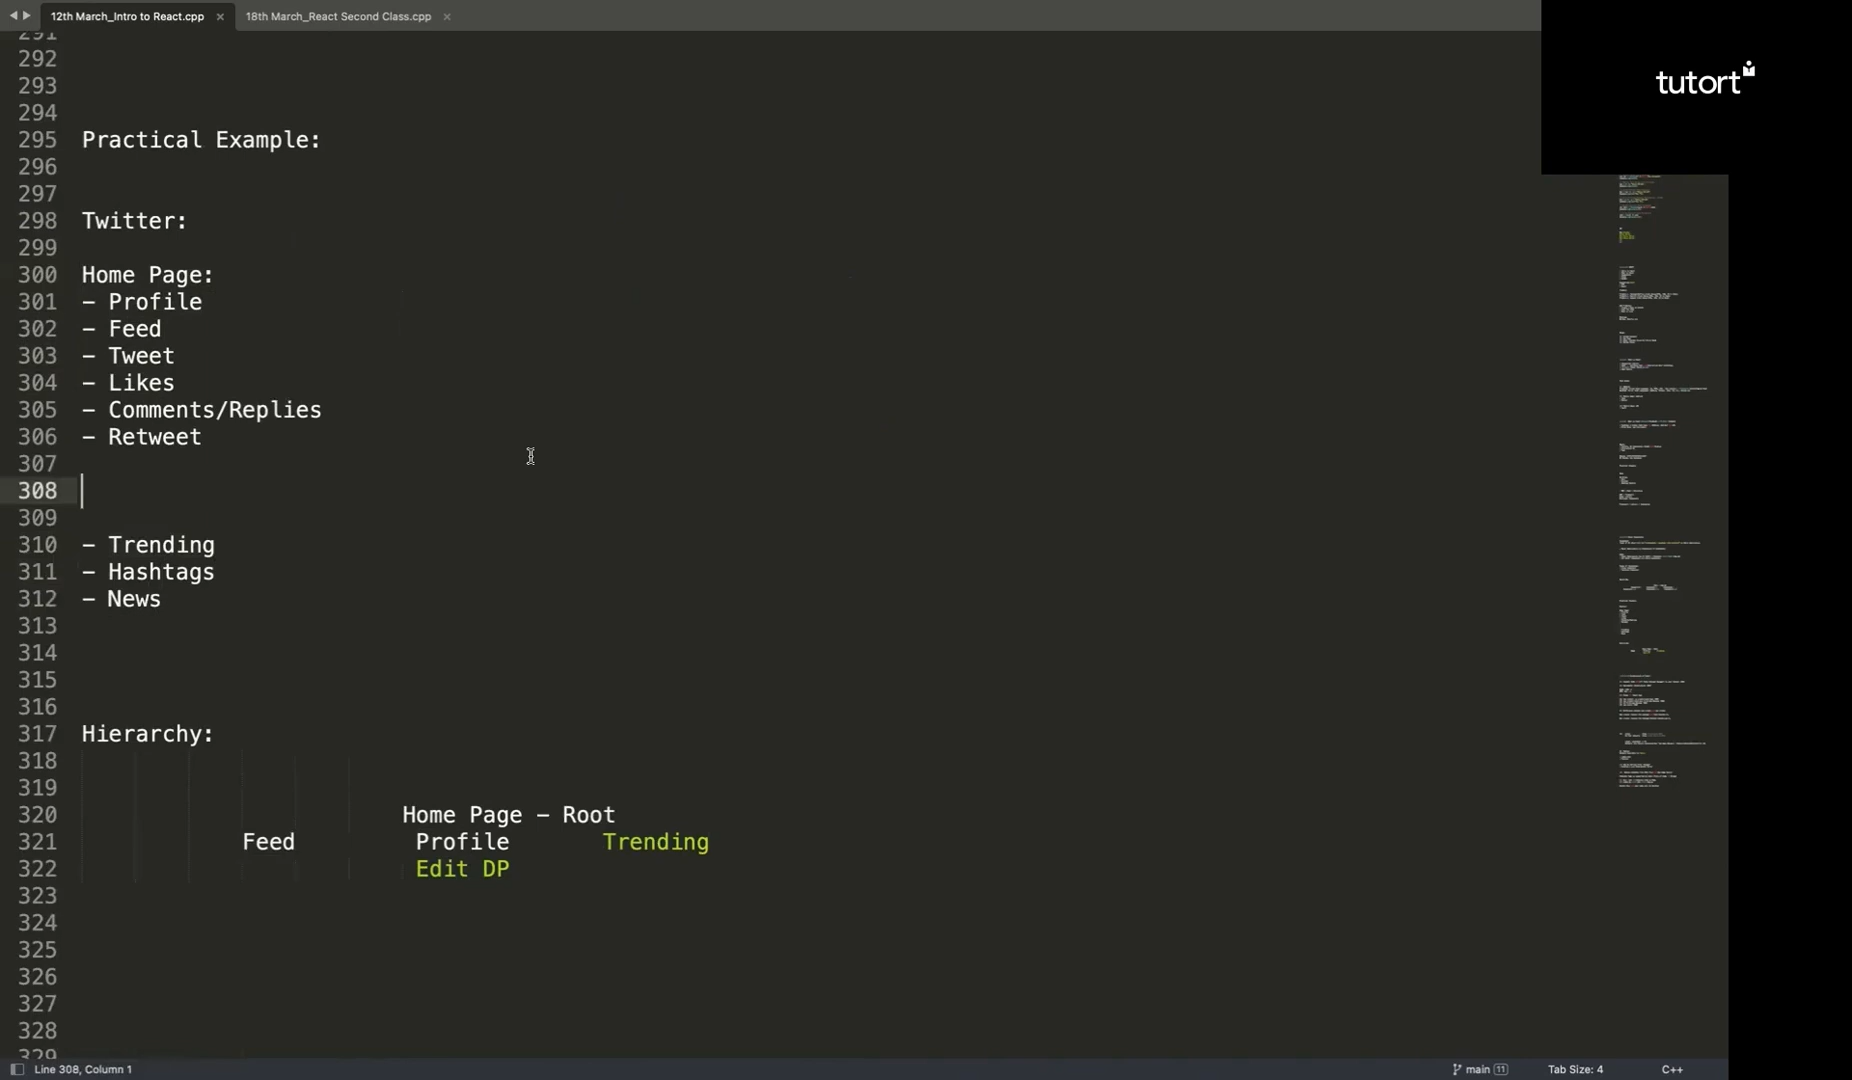 12th March_Intro to React.cpp × 18th March_React Second Class.cpp ×
tutort
291
292
293
294
295 Practical Example:
296
297
298 Twitter:
299
300 Home Page:
301 - Profile
302 - Feed
303 - Tweet
304 - Likes
305 - Comments/Replies
306 - Retweet
307
308
309
310 - Trending
311 - Hashtags
312 - News
313
314
315
316
317 Hierarchy:
318
319
320 Home Page - Root
321 Feed Profile Trending
322 Edit DP
323
324
325
326
327
328
329
Line 308, Column 1 main 11 Tab Size: 4 C++